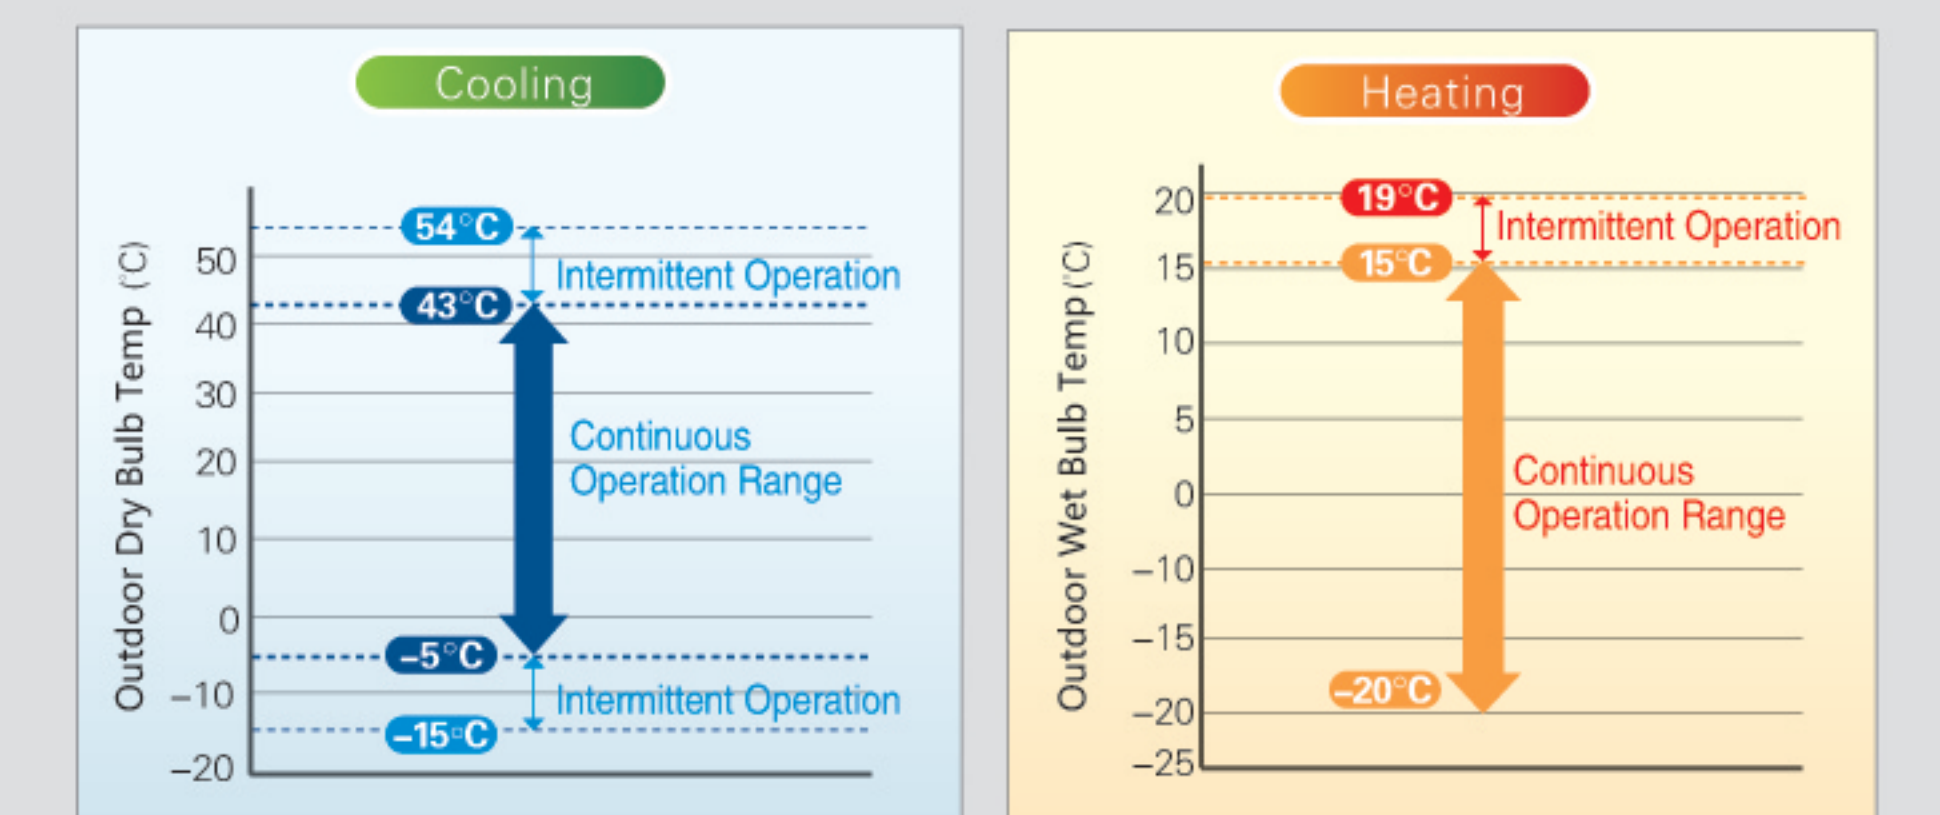 Cooling
Outdoor Dry Bulb Temp (°C)
54°C
50
Intermittent Operation
43°C
40
30
Continuous
20
Operation Range
10
0
–5°C
–10
Intermittent Operation
–15°C
–20
Heating
Outdoor Wet Bulb Temp (°C)
20
19°C
Intermittent Operation
15
15°C
10
5
Continuous
0
Operation Range
–10
–15
–20°C
–20
–25